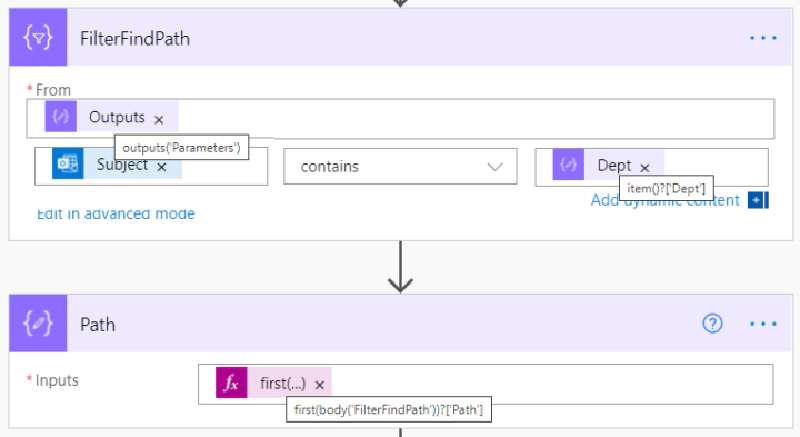 FilterFindPath
* From
Outputs ×
outputs('Parameters')
Subject × contains Dept ×
item()?['Dept']
Edit in advanced mode Add dynamic content
Path
* Inputs fx first(...) ×
first(body('FilterFindPath'))?['Path']